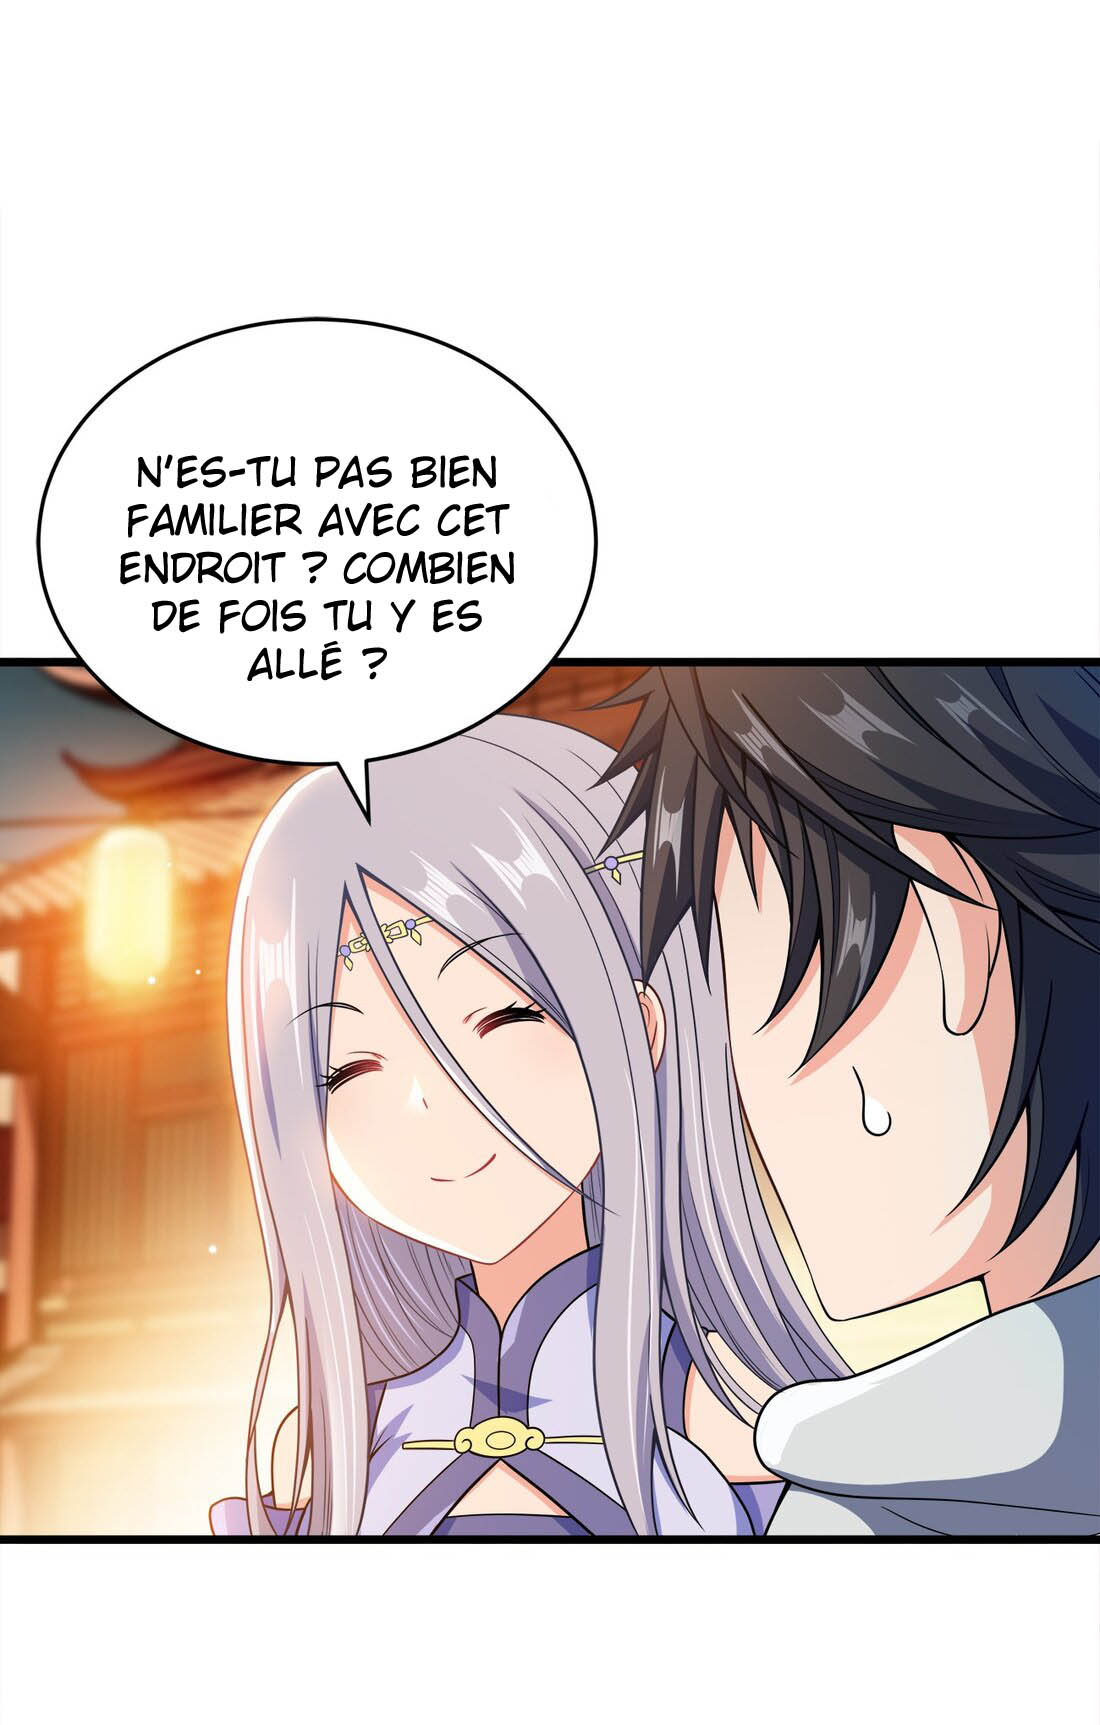 N'ES-TU PAS BIEN
FAMILIER AVEC CET
ENDROIT ? COMBIEN
DE FOIS TU Y ES
ALLÉ ?